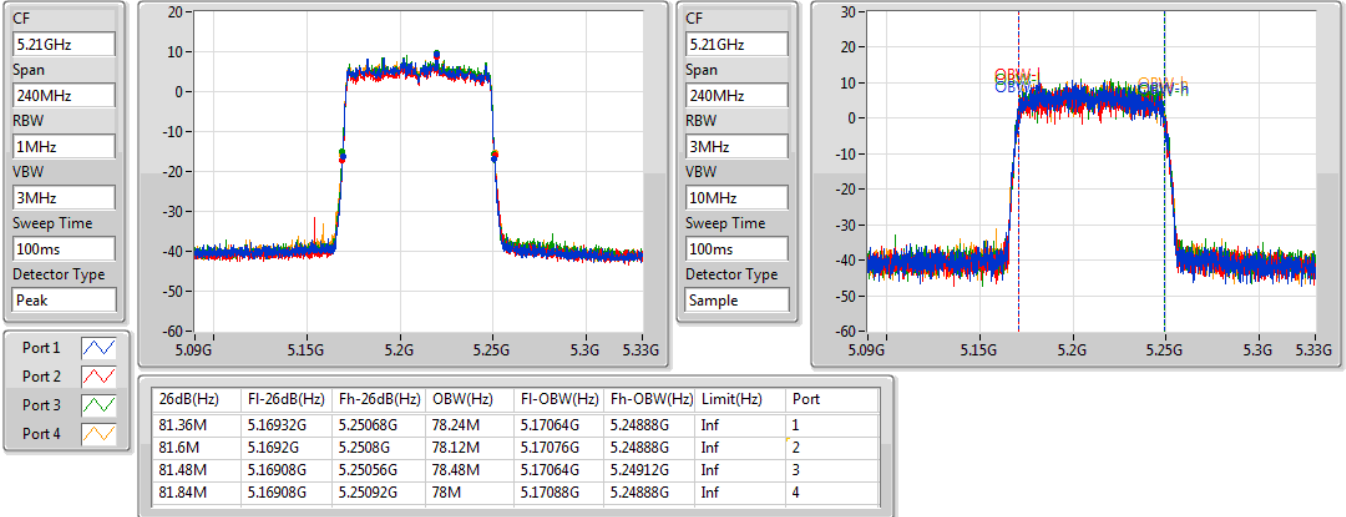 CF
5.21GHz
Span
240MHz
RBW
1MHz
VBW
3MHz
Sweep Time
100ms
Detector Type
Peak
20
10
0
-10
-20
-30
-40
-50
-60
5.09G 5.15G 5.2G 5.25G 5.3G 5.33G
CF
5.21GHz
Span
240MHz
RBW
3MHz
VBW
10MHz
Sweep Time
100ms
Detector Type
Sample
30
20
10
0
-10
-20
-30
-40
-50
-60
OBW-l
OBW-h
5.09G 5.15G 5.2G 5.25G 5.3G 5.33G
Port 1
Port 2
Port 3
Port 4
26dB(Hz) Fl-26dB(Hz) Fh-26dB(Hz) OBW(Hz) Fl-OBW(Hz) Fh-OBW(Hz) Limit(Hz) Port
81.36M 5.16932G 5.25068G 78.24M 5.17064G 5.24888G Inf 1
81.6M 5.1692G 5.2508G 78.12M 5.17076G 5.24888G Inf 2
81.48M 5.16908G 5.25056G 78.48M 5.17064G 5.24912G Inf 3
81.84M 5.16908G 5.25092G 78M 5.17088G 5.24888G Inf 4